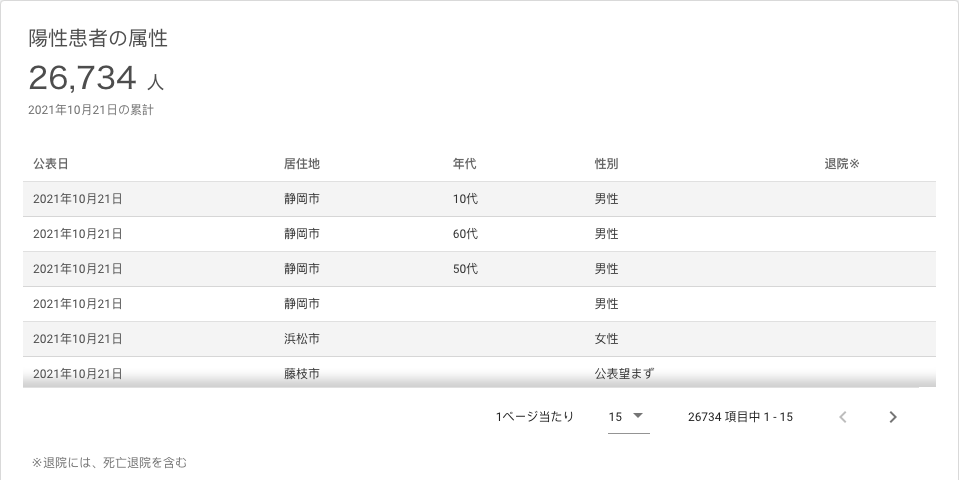 陽性患者の属性
26,734 人
2021年10月21日の累計
公表日 居住地 年代 性別 退院※
2021年10月21日 静岡市 10代 男性
2021年10月21日 静岡市 60代 男性
2021年10月21日 静岡市 50代 男性
2021年10月21日 静岡市 男性
2021年10月21日 浜松市 女性
2021年10月21日 藤枝市 公表望まず
1ページ当たり 15 26734 項目中 1 - 15
※退院には、死亡退院を含む